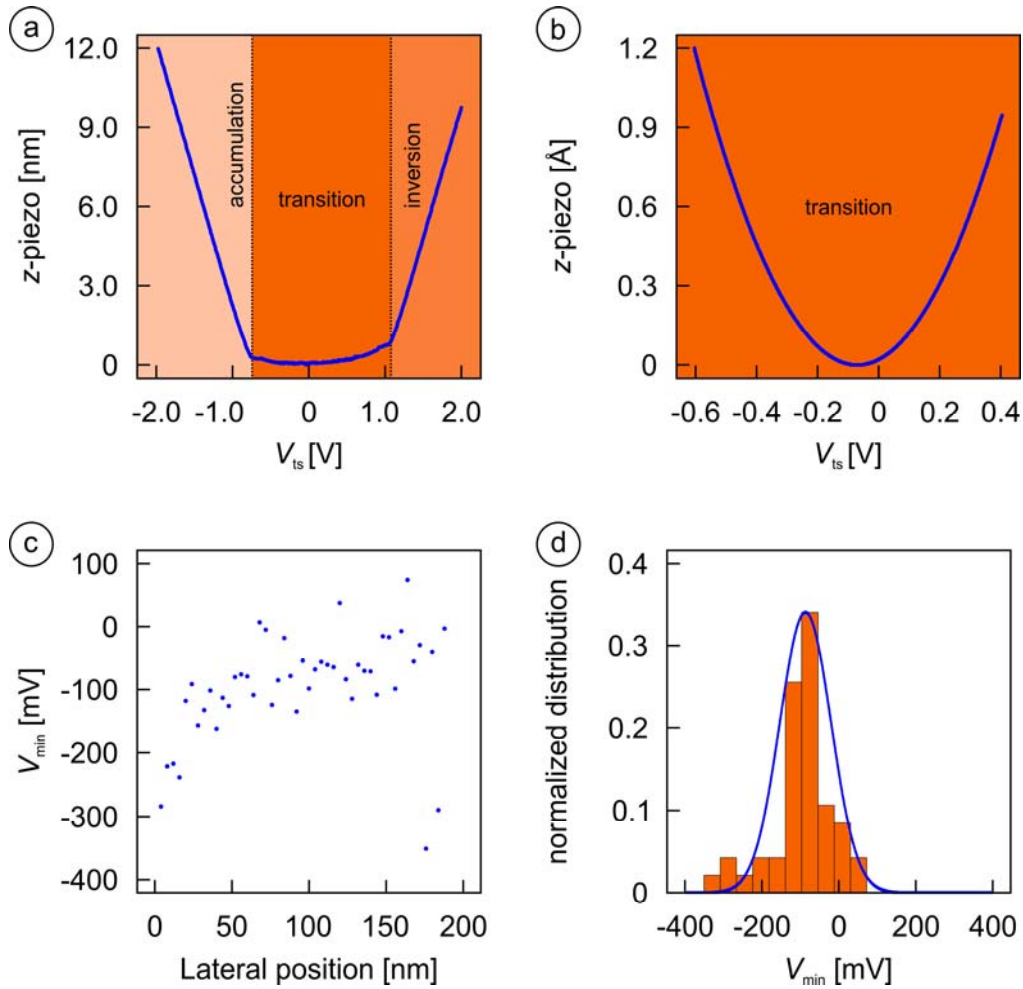 a
12.0
9.0
6.0
3.0
0
z-piezo [nm]
accumulation
transition
inversion
-2.0 -1.0 0 1.0 2.0
Vts [V]
b
1.2
0.9
0.6
0.3
0
z-piezo [Å]
transition
-0.6 -0.4 -0.2 0 0.2 0.4
Vts [V]
c
100
0
-100
-200
-300
-400
Vmin [mV]
0 50 100 150 200
Lateral position [nm]
d
0.4
0.3
0.2
0.1
0
normalized distribution
-400 -200 0 200 400
Vmin [mV]